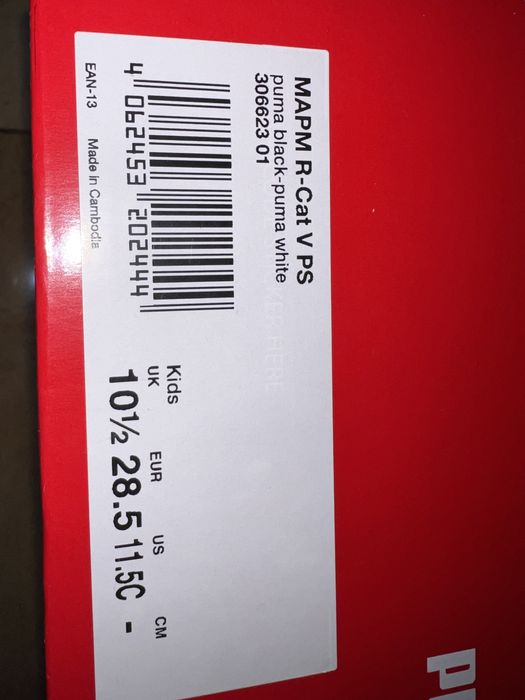 MAPM R-Cat V PS
puma black-puma white
306623 01
4 062453 202444
EAN-13 Made in Cambodia
Kids
UK EUR US CM
10½ 28.5 11.5C -
p